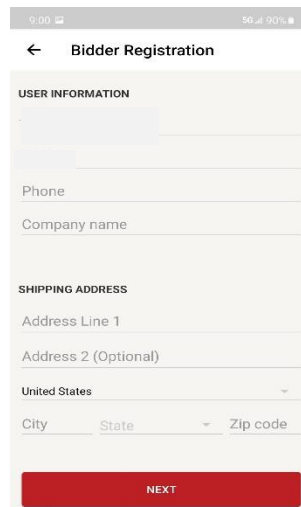 9:00
5G 90%
← Bidder Registration
USER INFORMATION
Phone
Company name
SHIPPING ADDRESS
Address Line 1
Address 2 (Optional)
United States
City State Zip code
NEXT